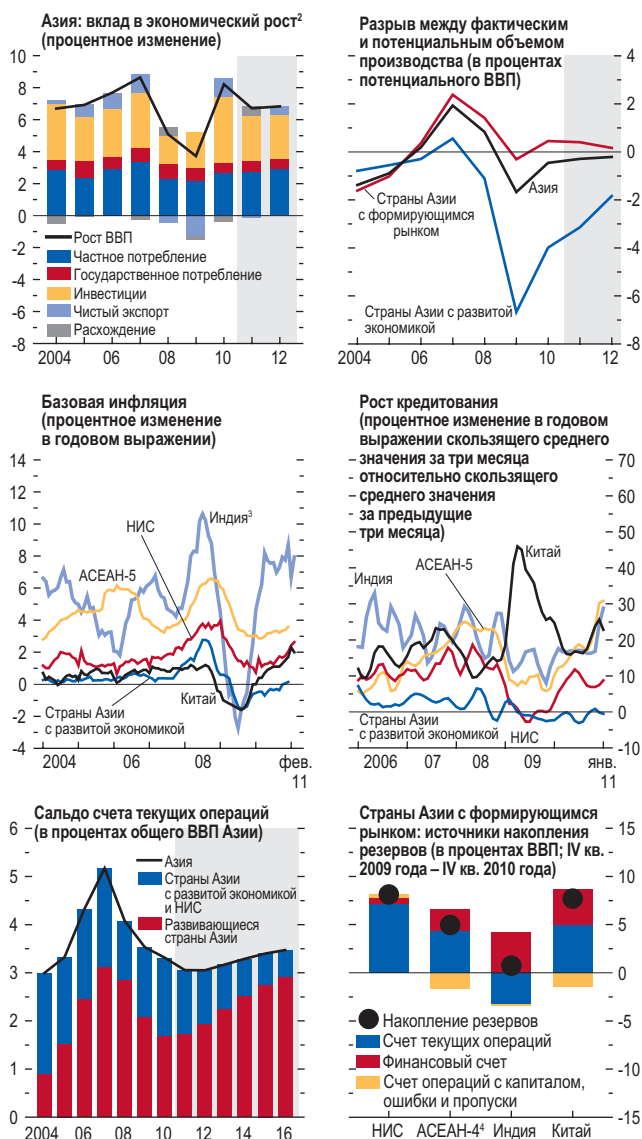 Азия: вклад в экономический рост²
(процентное изменение)
10
8
6
4
2
0
-2
-4
-6
-8
Рост ВВП
Частное потребление
Государственное потребление
Инвестиции
Чистый экспорт
Расхождение
2004 06 08 10 12
Разрыв между фактическим
и потенциальным объемом
производства (в процентах
потенциального ВВП)
4
2
0
-2
-4
-6
-8
Азия
Страны Азии
с формирующимся
рынком
Страны Азии с развитой
экономикой
2004 06 08 10 12
Базовая инфляция
(процентное изменение
в годовом выражении)
14
12
10
8
6
4
2
0
-2
-4
Индия³
НИС
АСЕАН-5
Китай
Страны Азии
с развитой экономикой
2004 06 08 фев.
11
Рост кредитования
(процентное изменение в годовом
выражении скользящего среднего
значения за три месяца
относительно скользящего
среднего значения
за предыдущие
три месяца)
70
60
50
40
30
20
10
0
-10
Китай
АСЕАН-5
Индия
Страны Азии
с развитой экономикой
НИС
2006 07 08 09 янв.
11
Сальдо счета текущих операций
(в процентах общего ВВП Азии)
6
5
4
3
2
1
0
Азия
Страны Азии
с развитой экономикой
и НИС
Развивающиеся
страны Азии
2004 06 08 10 12 14 16
Страны Азии с формирующимся
рынком: источники накопления
резервов (в процентах ВВП; IV кв.
2009 года – IV кв. 2010 года)
15
10
5
0
-5
-10
-15
Накопление резервов
Счет текущих операций
Финансовый счет
Счет операций с капиталом,
ошибки и пропуски
НИС АСЕАН-4⁴ Индия Китай